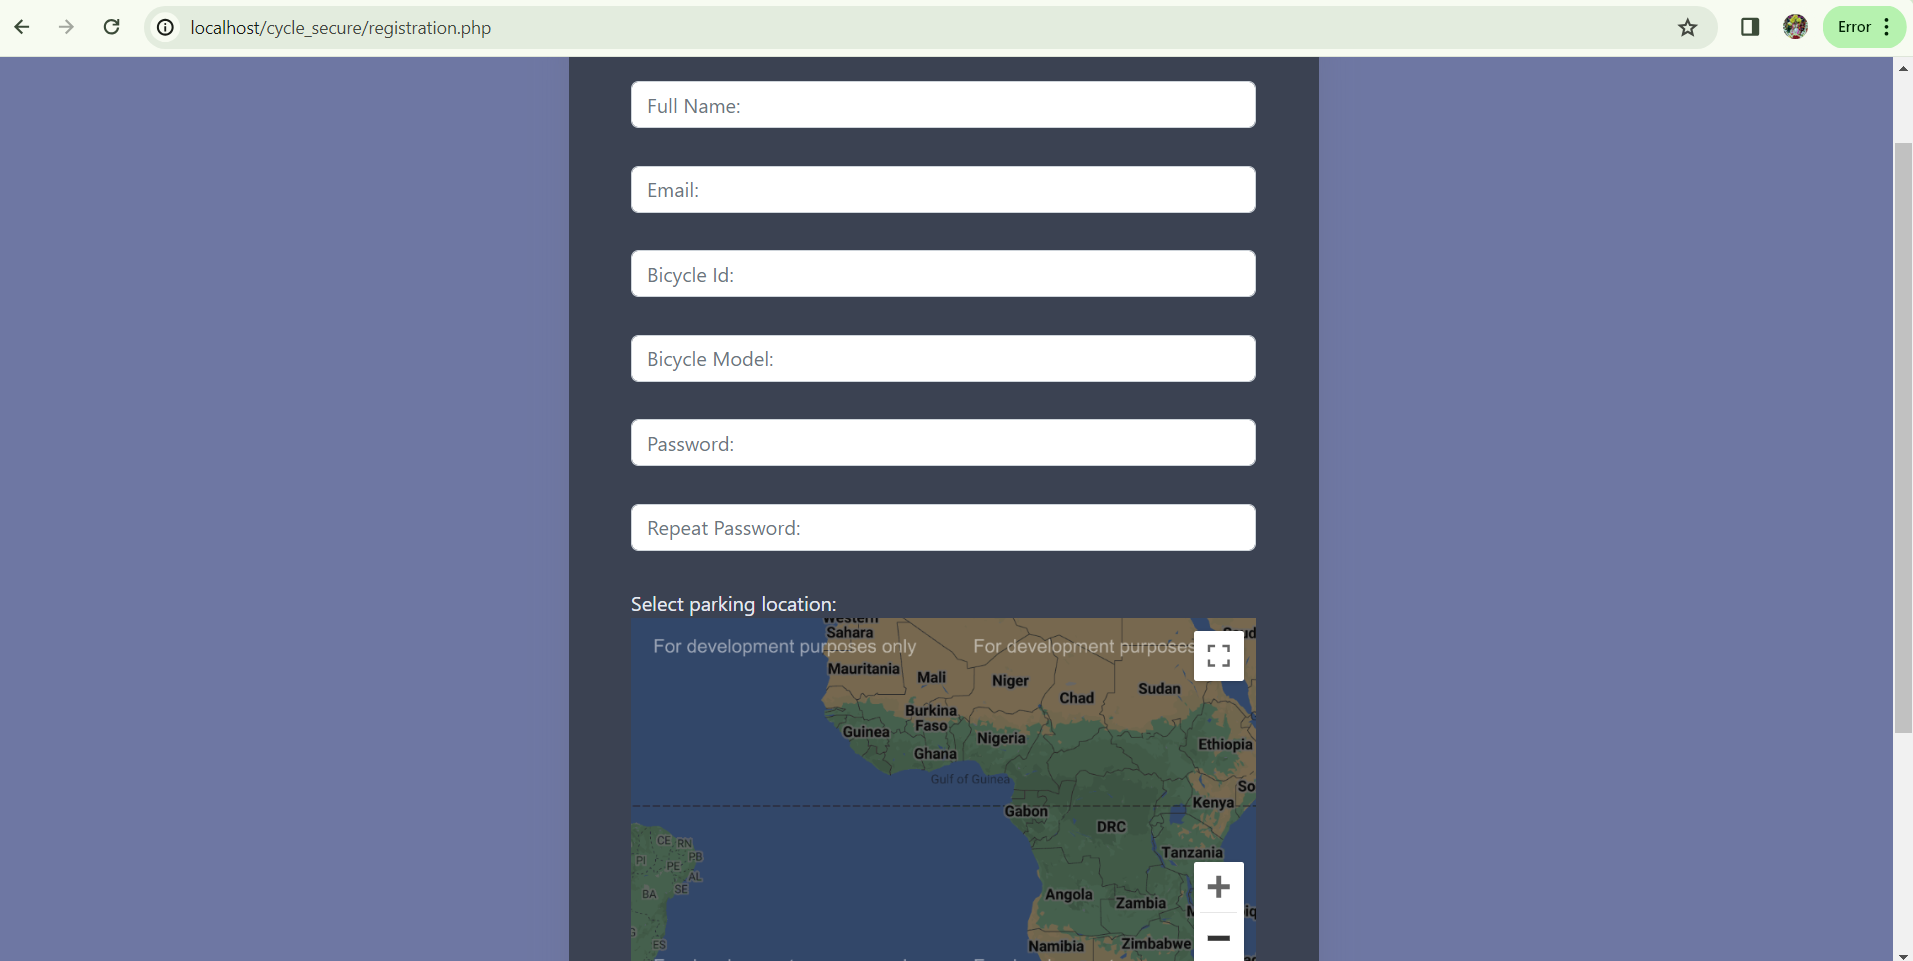 localhost/cycle_secure/registration.php
Error
Full Name:
Email:
Bicycle Id:
Bicycle Model:
Password:
Repeat Password:
Select parking location:
Western
Sahara
For development purposes only
For development purposes
Mauritania
Mali
Niger
Chad
Sudan
Burkina
Faso
Guinea
Nigeria
Ghana
Ethiopia
Gulf of Guinea
So
Kenya
Gabon
DRC
CE
RN
PB
PI
PE
AL
SE
BA
Tanzania
Angola
Zambia
ES
Namibia
Zimbabwe